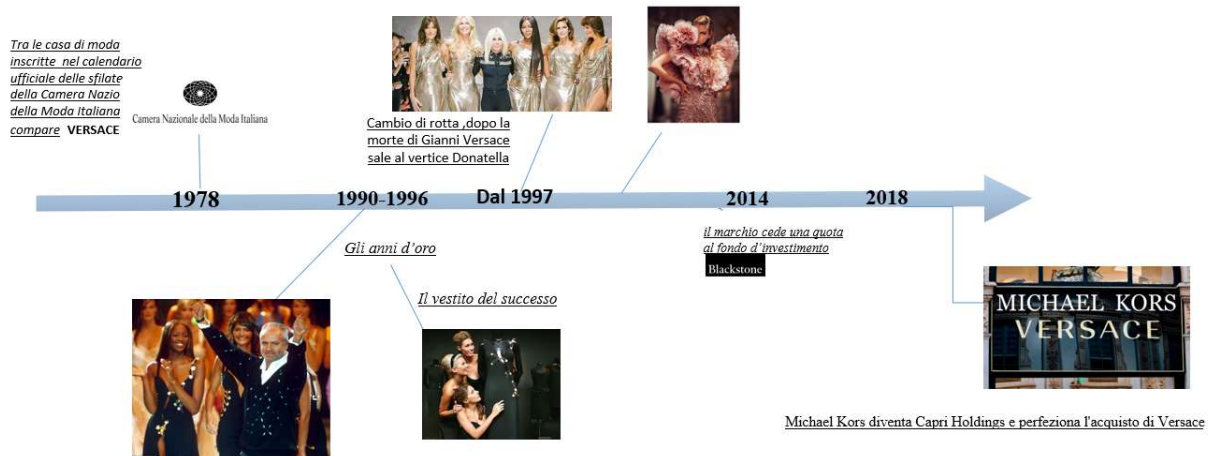 Tra le casa di moda
inscritte nel calendario
ufficiale delle sfilate
della Camera Nazio
della Moda Italiana
compare VERSACE
Camera Nazionale della Moda Italiana
Cambio di rotta ,dopo la
morte di Gianni Versace
sale al vertice Donatella
1978
1990-1996
Dal 1997
2014
2018
Gli anni d’oro
Il vestito del successo
il marchio cede una quota
al fondo d’investimento
Blackstone
MICHAEL KORS
VERSACE
Michael Kors diventa Capri Holdings e perfeziona l'acquisto di Versace